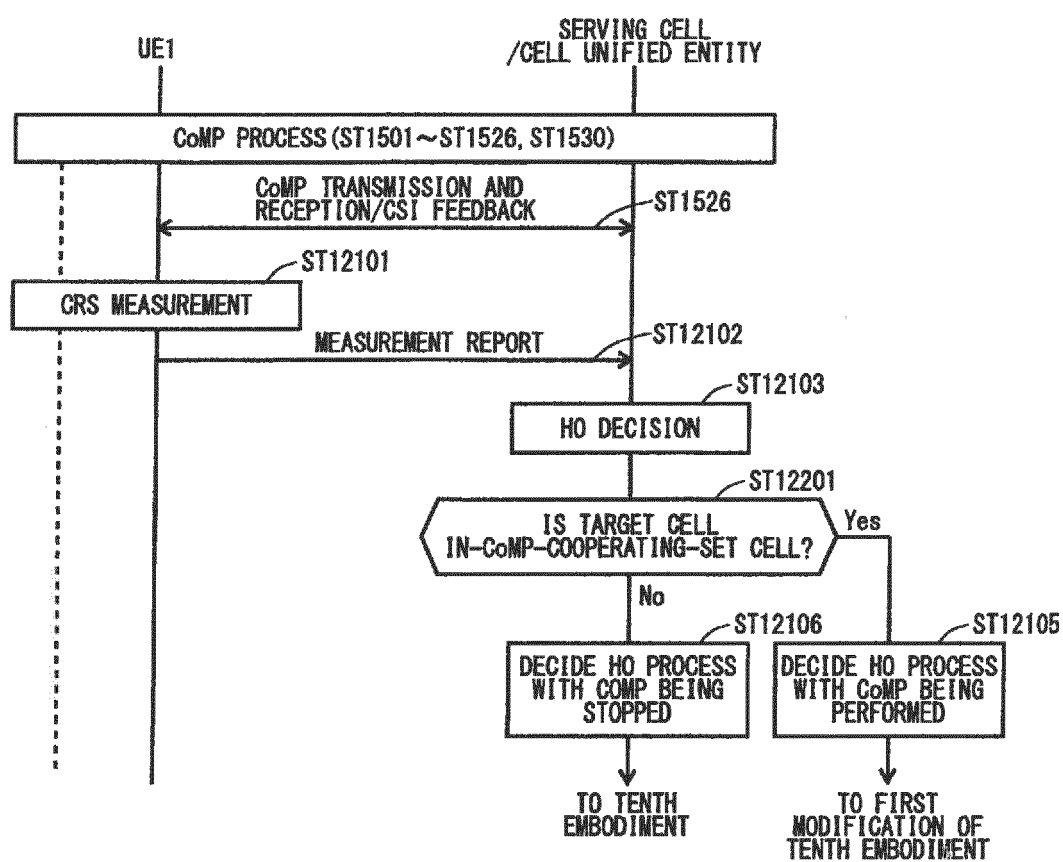 UE1
SERVING CELL
/CELL UNIFIED ENTITY
CoMP PROCESS(ST1501～ST1526, ST1530)
CoMP TRANSMISSION AND
RECEPTION/CSI FEEDBACK
ST1526
ST12101
CRS MEASUREMENT
MEASUREMENT REPORT
ST12102
ST12103
HO DECISION
ST12201
IS TARGET CELL
IN-CoMP-COOPERATING-SET CELL?
Yes
No
ST12106
DECIDE HO PROCESS
WITH COMP BEING
STOPPED
ST12105
DECIDE HO PROCESS
WITH CoMP BEING
PERFORMED
TO TENTH
EMBODIMENT
TO FIRST
MODIFICATION OF
TENTH EMBODIMENT